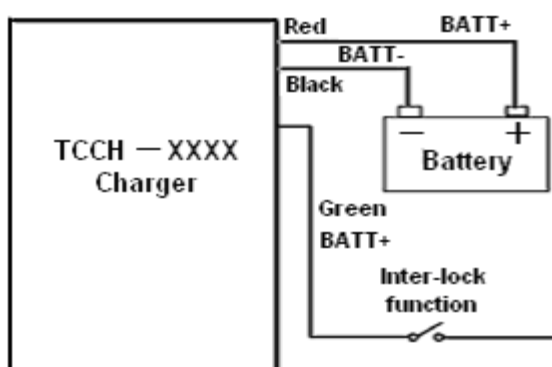 Red
BATT+
BATT-
Black
TCCH — XXXX
Charger
− +
Battery
Green
BATT+
Inter-lock
function